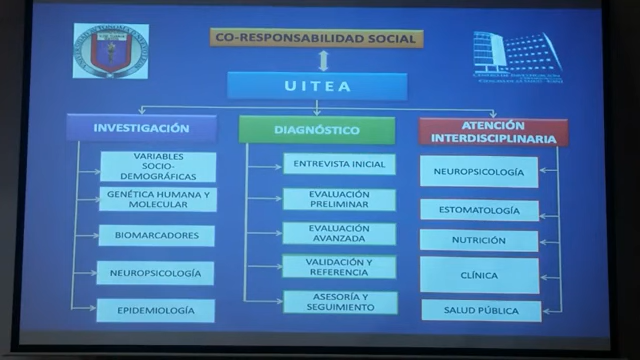 CO-RESPONSABILIDAD SOCIAL
UITEA
INVESTIGACIÓN
VARIABLES
SOCIO-
DEMOGRÁFICAS
GENÉTICA HUMANA Y
MOLECULAR
BIOMARCADORES
NEUROPSICOLOGÍA
EPIDEMIOLOGÍA
DIAGNÓSTICO
ENTREVISTA INICIAL
EVALUACIÓN
PRELIMINAR
EVALUACIÓN
AVANZADA
VALIDACIÓN Y
REFERENCIA
ASESORÍA Y
SEGUIMIENTO
ATENCIÓN
INTERDISCIPLINARIA
NEUROPSICOLOGÍA
ESTOMATOLOGÍA
NUTRICIÓN
CLÍNICA
SALUD PÚBLICA